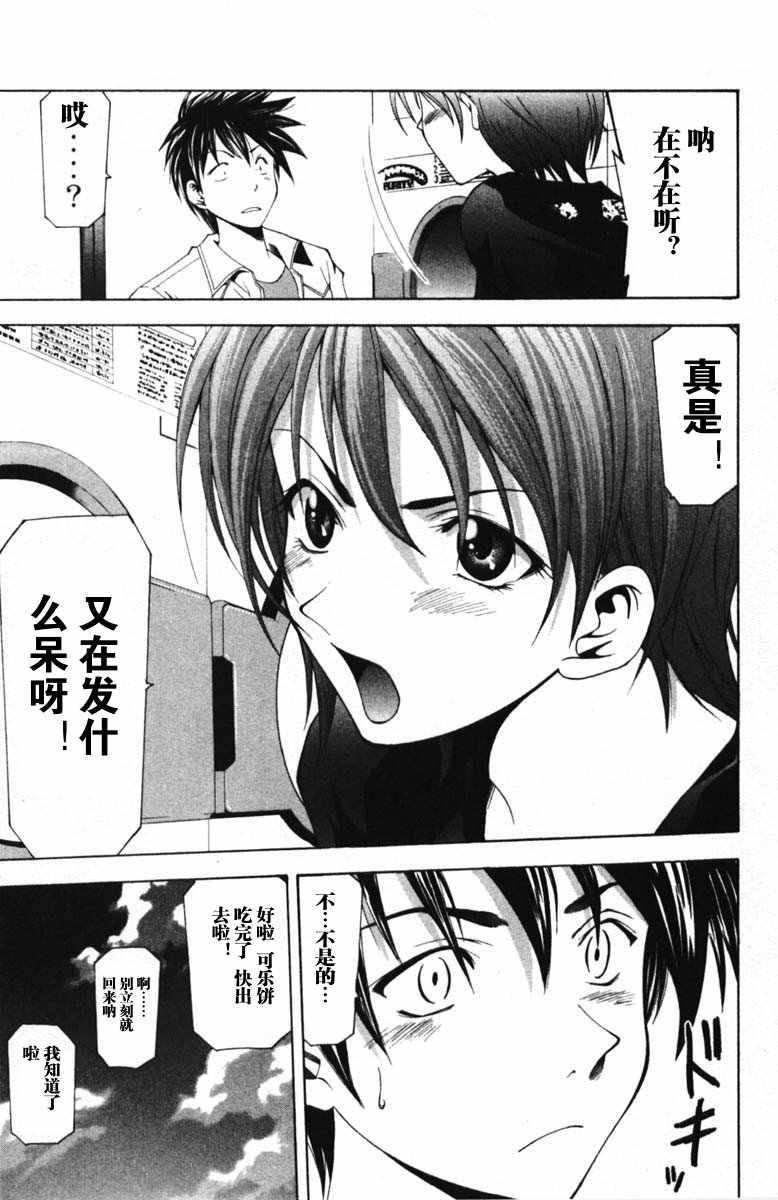 呐
在不在听?
哎……?
真是!
又在发什
么呆呀!
不…不是的…
ドキ
好啦 可乐饼
吃完了 快出
去啦!
啊……
别立刻就
回来呐
我知道了
啦